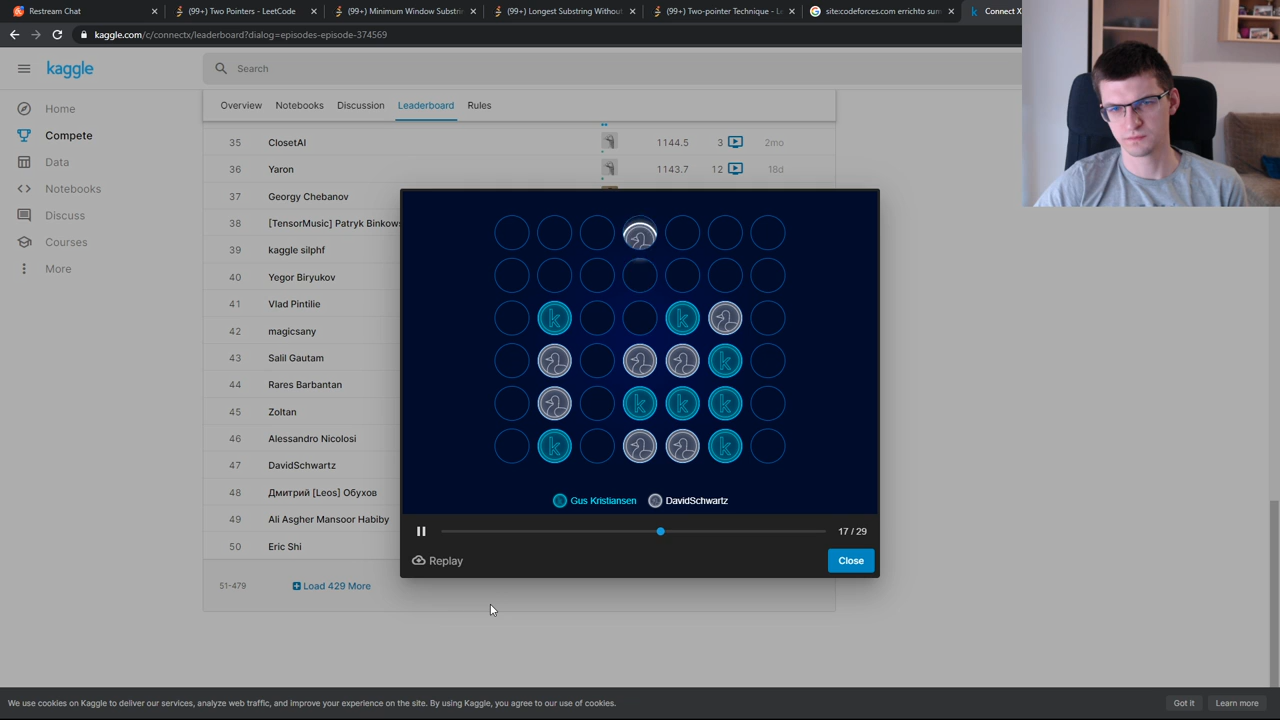 Restream Chat
(99+) Two Pointers - LeetCode
(99+) Minimum Window Substri
(99+) Longest Substring Without
(99+) Two-pointer Technique - Le
site:codeforces.com errichto sum
Connect X
kaggle.com/c/connectx/leaderboard?dialog=episodes-episode-374569
kaggle
Search
Home
Compete
Data
Notebooks
Discuss
Courses
More
Overview
Notebooks
Discussion
Leaderboard
Rules
35 ClosetAI 1144.5 3 2mo
36 Yaron 1143.7 12 18d
37 Georgy Chebanov
38 [TensorMusic] Patryk Binkows
39 kaggle silphf
40 Yegor Biryukov
41 Vlad Pintilie
42 magicsany
43 Salil Gautam
44 Rares Barbantan
45 Zoltan
46 Alessandro Nicolosi
47 DavidSchwartz
48 Дмитрий [Leos] Обухов
49 Ali Asgher Mansoor Habiby
50 Eric Shi
51-479 Load 429 More
k k
k
k k k
k k
Gus Kristiansen DavidSchwartz
17 / 29
Replay
Close
We use cookies on Kaggle to deliver our services, analyze web traffic, and improve your experience on the site. By using Kaggle, you agree to our use of cookies.
Got it
Learn more